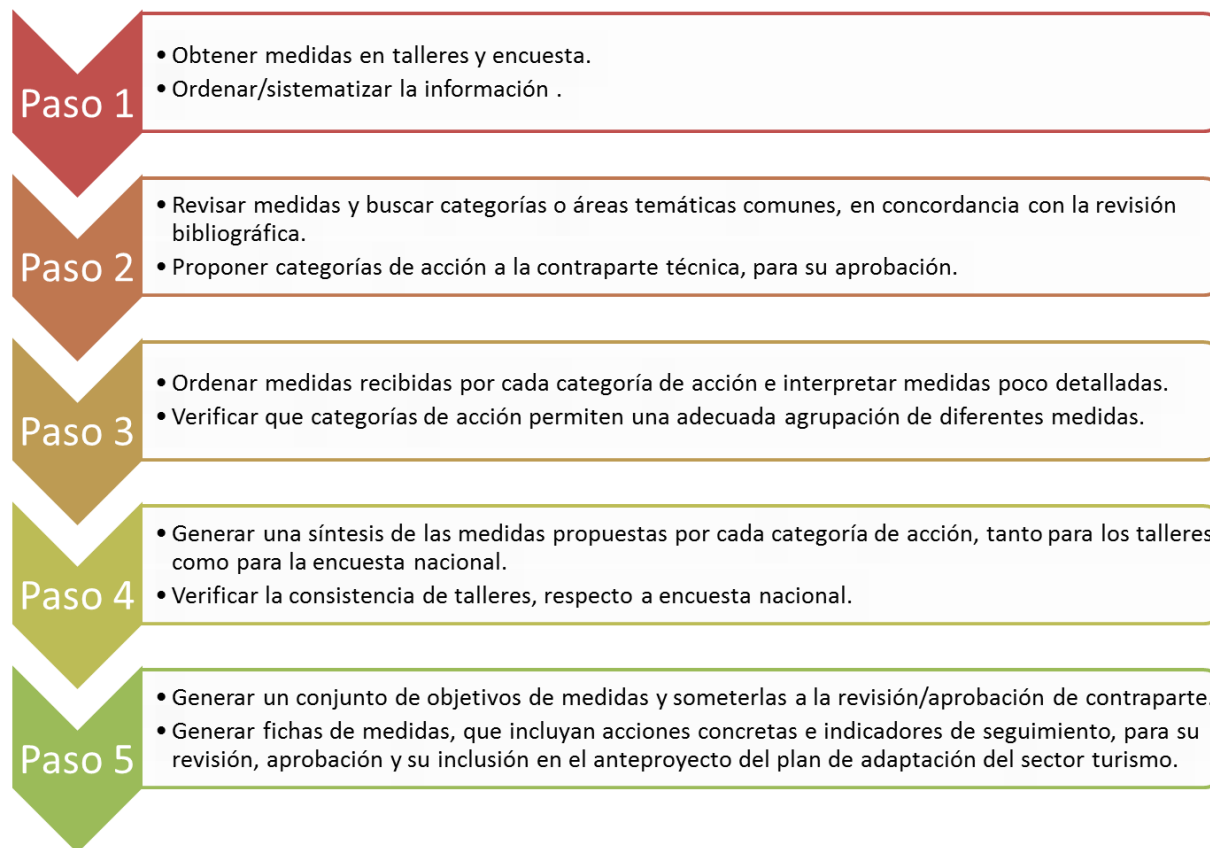 Paso 1
• Obtener medidas en talleres y encuesta.
• Ordenar/sistematizar la información .
Paso 2
• Revisar medidas y buscar categorías o áreas temáticas comunes, en concordancia con la revisión
bibliográfica.
• Proponer categorías de acción a la contraparte técnica, para su aprobación.
Paso 3
• Ordenar medidas recibidas por cada categoría de acción e interpretar medidas poco detalladas.
• Verificar que categorías de acción permiten una adecuada agrupación de diferentes medidas.
Paso 4
• Generar una síntesis de las medidas propuestas por cada categoría de acción, tanto para los talleres
como para la encuesta nacional.
• Verificar la consistencia de talleres, respecto a encuesta nacional.
Paso 5
• Generar un conjunto de objetivos de medidas y someterlas a la revisión/aprobación de contraparte.
• Generar fichas de medidas, que incluyan acciones concretas e indicadores de seguimiento, para su
revisión, aprobación y su inclusión en el anteproyecto del plan de adaptación del sector turismo.